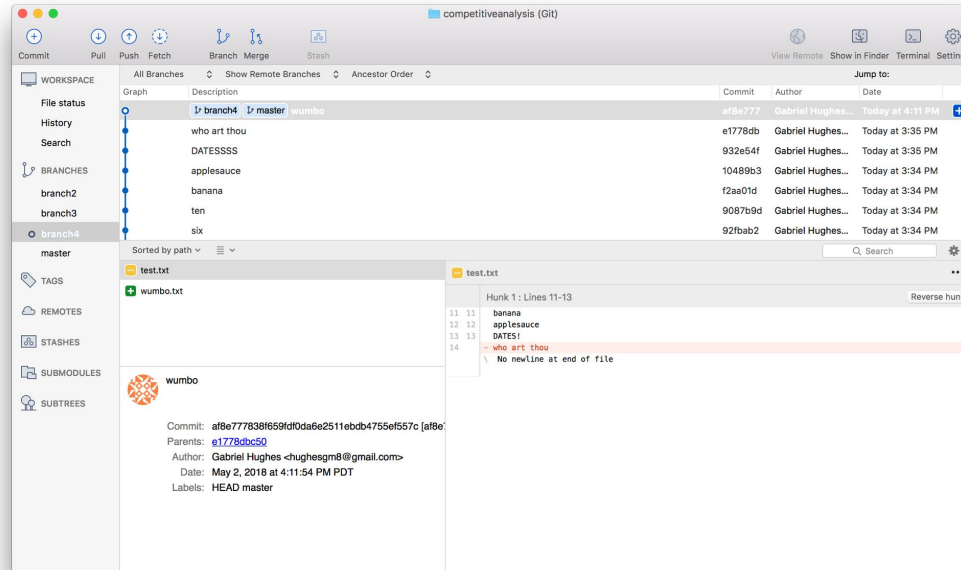 competitiveanalysis (Git)
Commit Pull Push Fetch Branch Merge Stash View Remote Show in Finder Terminal Settin
WORKSPACE
File status
History
Search
BRANCHES
branch2
branch3
branch4
master
TAGS
REMOTES
STASHES
SUBMODULES
SUBTREES
All Branches Show Remote Branches Ancestor Order Jump to:
Graph Description Commit Author Date
branch4 master wumbo af8e777 Gabriel Hughes... Today at 4:11 PM
who art thou e1778db Gabriel Hughes... Today at 3:35 PM
DATESSSS 932e54f Gabriel Hughes... Today at 3:35 PM
applesauce 10489b3 Gabriel Hughes... Today at 3:34 PM
banana f2aa01d Gabriel Hughes... Today at 3:34 PM
ten 9087b9d Gabriel Hughes... Today at 3:34 PM
six 92fbab2 Gabriel Hughes... Today at 3:34 PM
Sorted by path Search
test.txt
wumbo.txt
wumbo
Commit: af8e777838f659fdf0da6e2511ebdb4755ef557c [af8e
Parents: e1778dbc50
Author: Gabriel Hughes <hughesgm8@gmail.com>
Date: May 2, 2018 at 4:11:54 PM PDT
Labels: HEAD master
test.txt
Hunk 1 : Lines 11-13 Reverse hun
11 11 banana
12 12 applesauce
13 13 DATES!
14 - who art thou
\ No newline at end of file